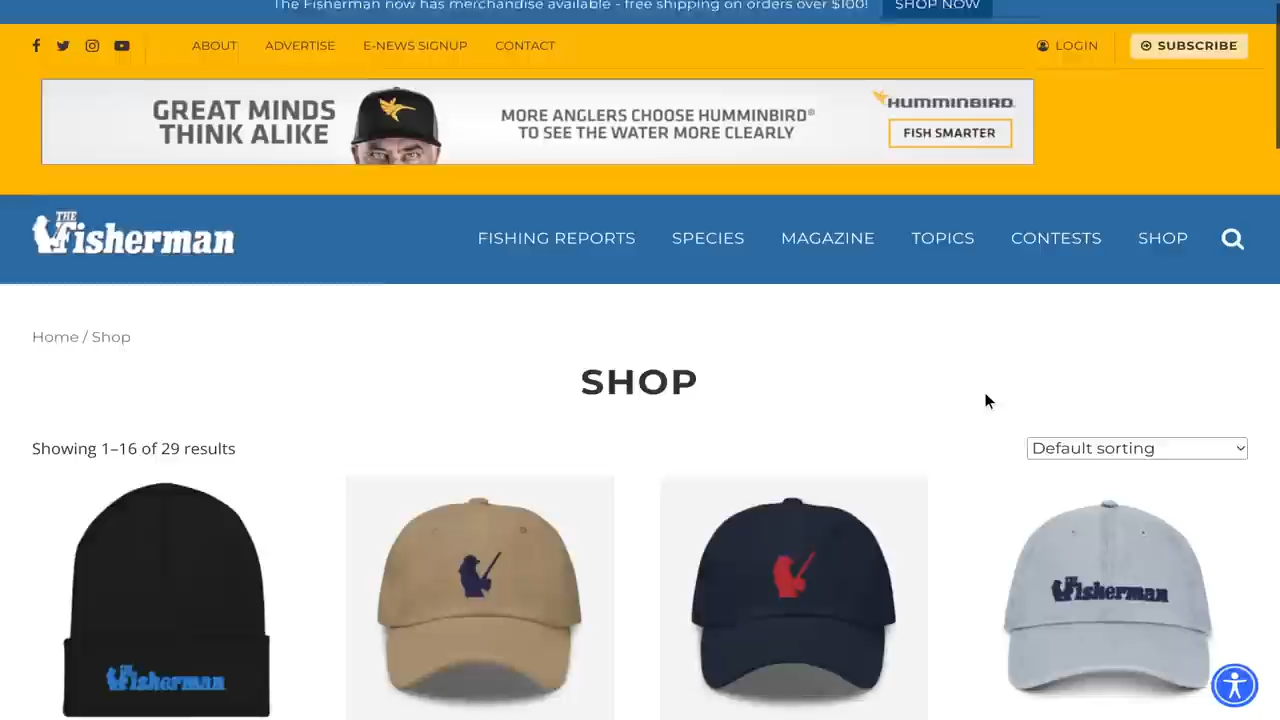 The Fisherman now has merchandise available - free shipping on orders over $100!
SHOP NOW
ABOUT
ADVERTISE
E-NEWS SIGNUP
CONTACT
LOGIN
SUBSCRIBE
GREAT MINDS
THINK ALIKE
MORE ANGLERS CHOOSE HUMMINBIRD®
TO SEE THE WATER MORE CLEARLY
HUMMINBIRD
FISH SMARTER
THE
Fisherman
FISHING REPORTS
SPECIES
MAGAZINE
TOPICS
CONTESTS
SHOP
Home / Shop
SHOP
Showing 1–16 of 29 results
Default sorting
The
Fisherman
The
Fisherman